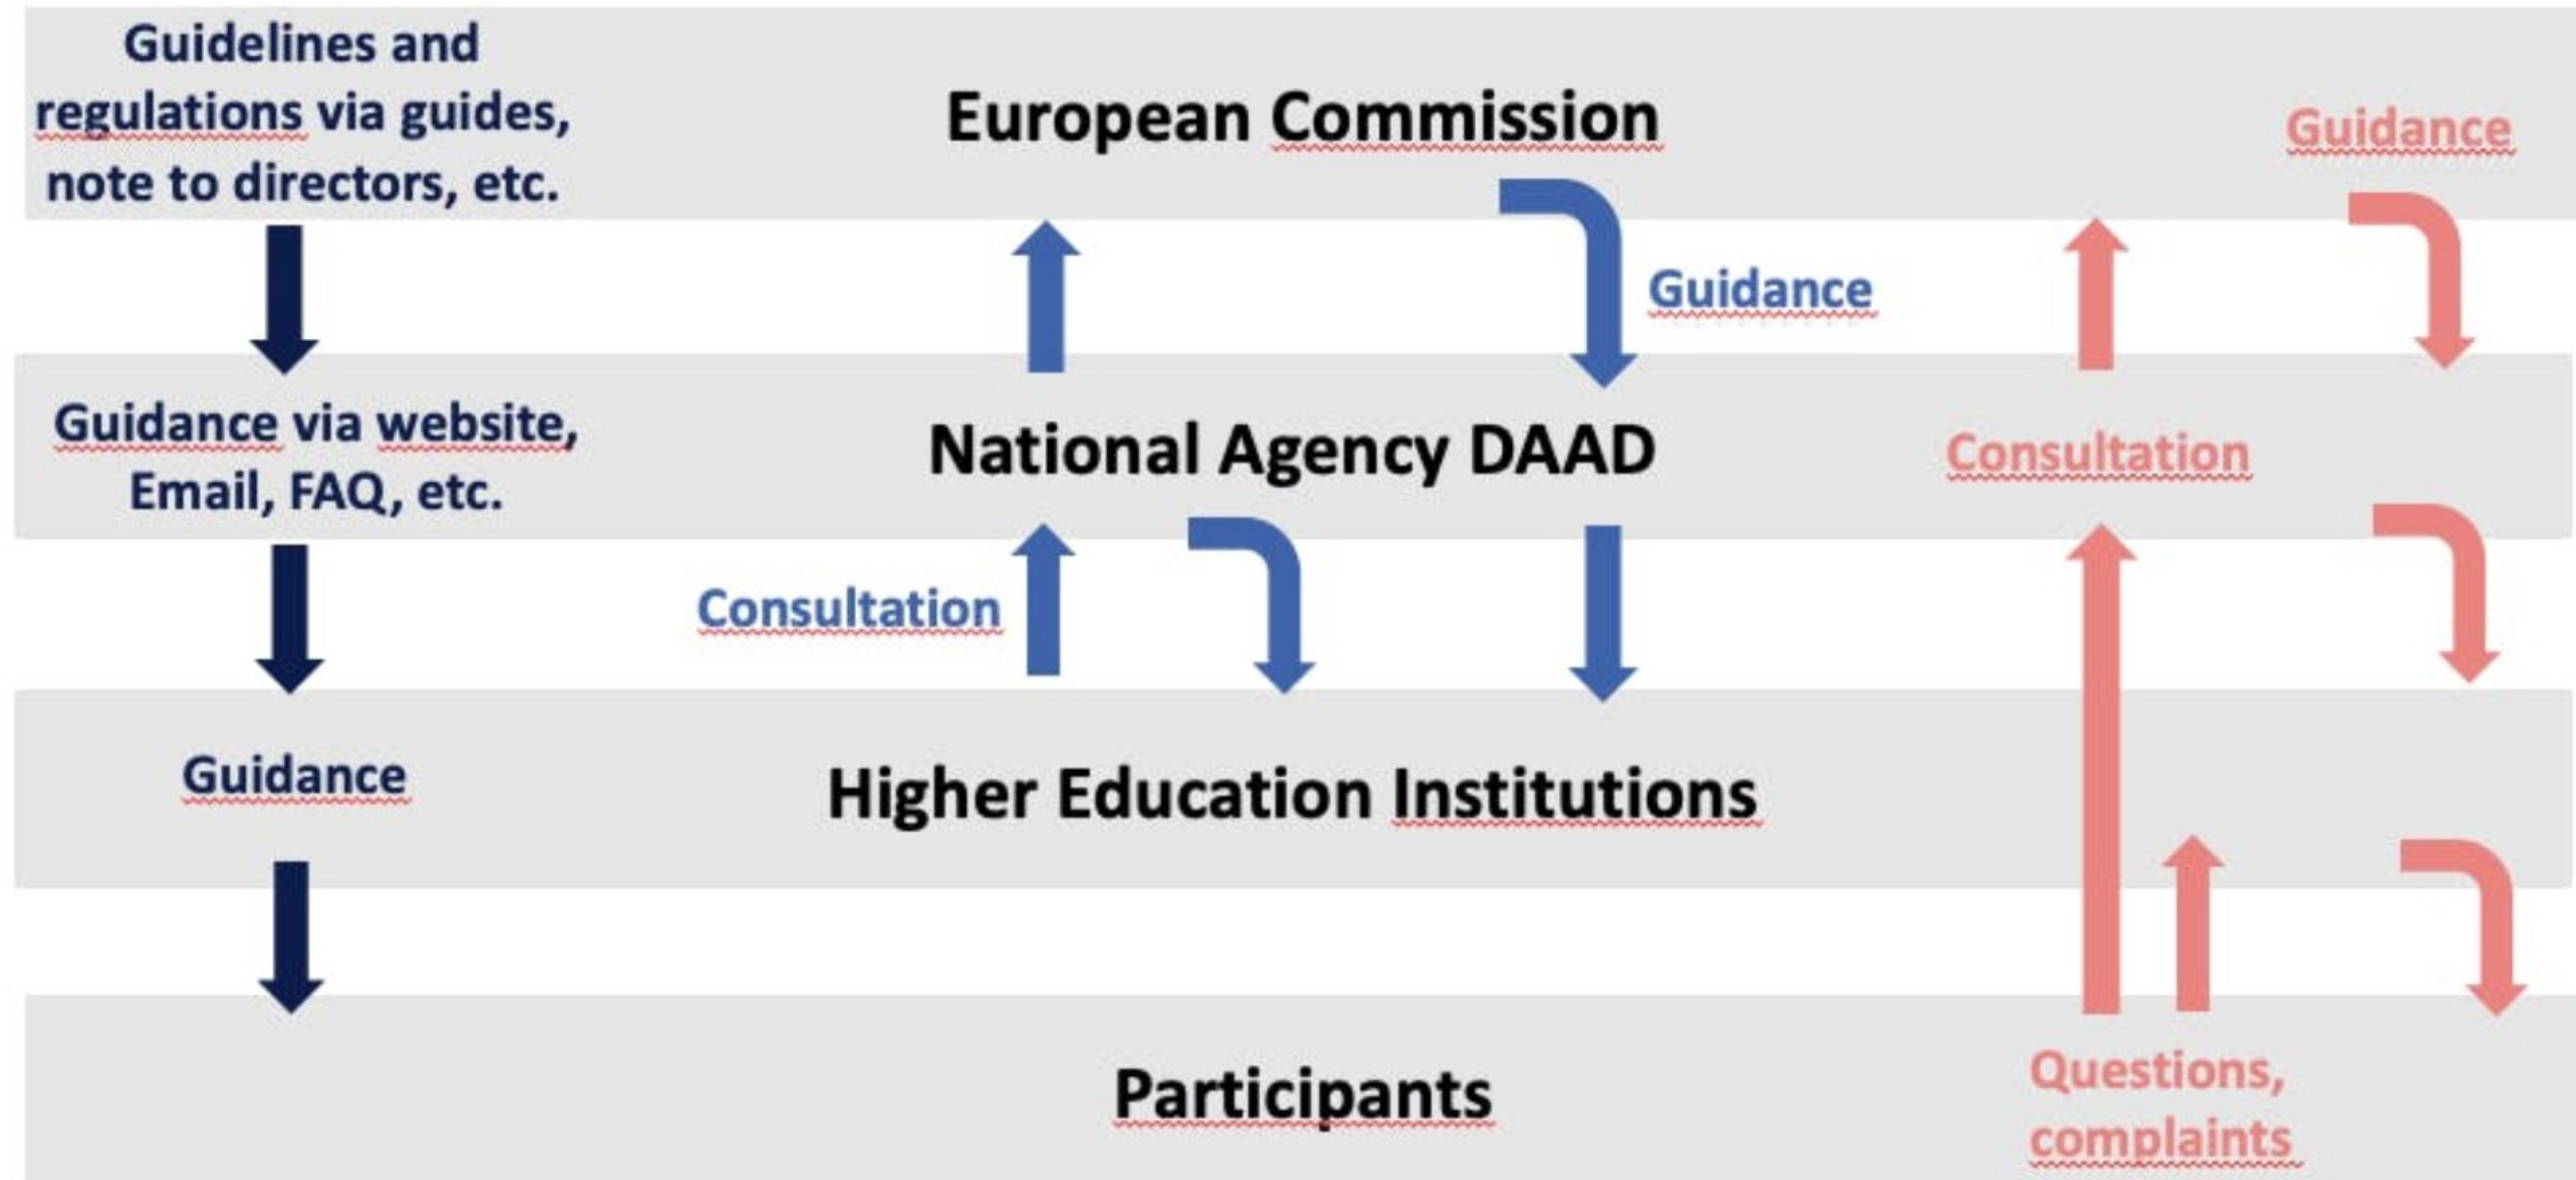 Guidelines and
regulations via guides,
note to directors, etc.
European Commission
Guidance
Guidance
Guidance via website,
Email, FAQ, etc.
National Agency DAAD
Consultation
Consultation
Guidance
Higher Education Institutions
Participants
Questions,
complaints